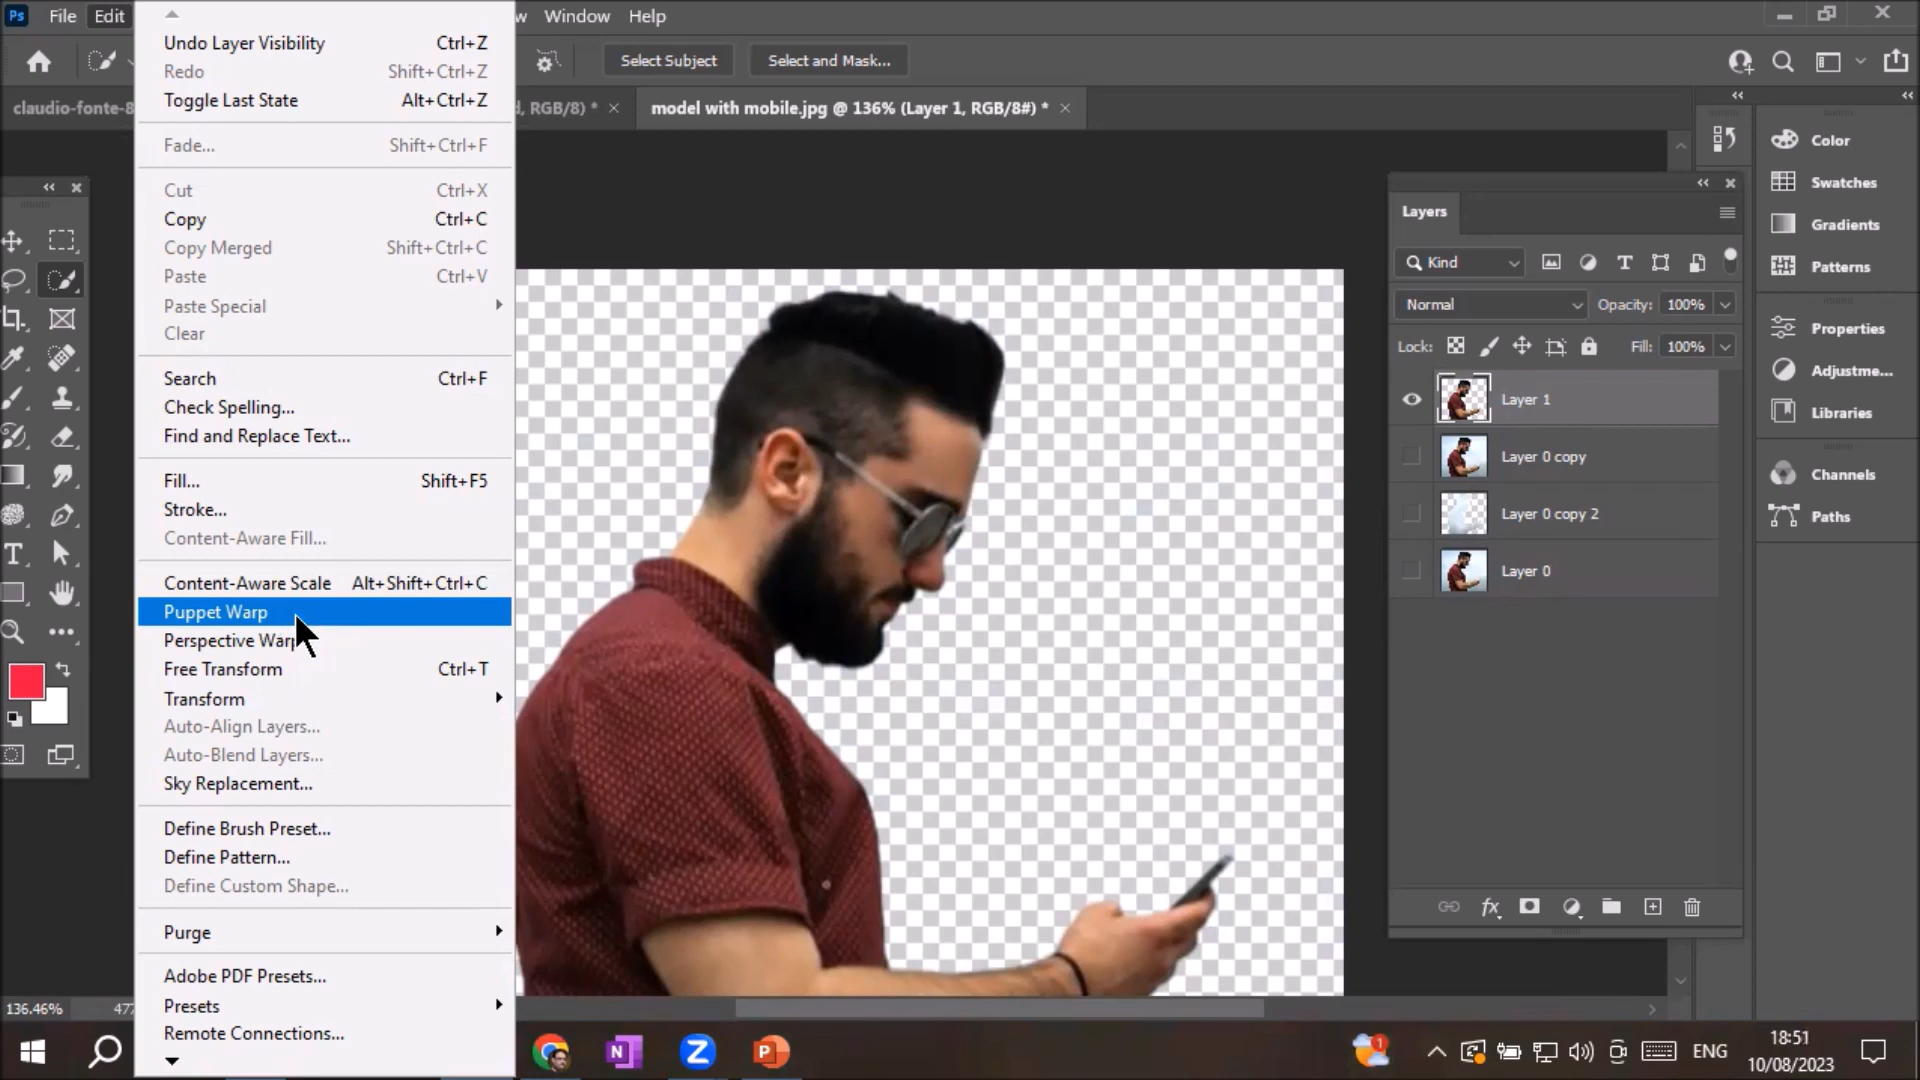 Ps File Edit
w Window Help
Undo Layer Visibility Ctrl+Z
Redo Shift+Ctrl+Z
Toggle Last State Alt+Ctrl+Z
Fade... Shift+Ctrl+F
Cut Ctrl+X
Copy Ctrl+C
Copy Merged Shift+Ctrl+C
Paste Ctrl+V
Paste Special
Clear
Search Ctrl+F
Check Spelling...
Find and Replace Text...
Fill... Shift+F5
Stroke...
Content-Aware Fill...
Content-Aware Scale Alt+Shift+Ctrl+C
Puppet Warp
Perspective Warp
Free Transform Ctrl+T
Transform
Auto-Align Layers...
Auto-Blend Layers...
Sky Replacement...
Define Brush Preset...
Define Pattern...
Define Custom Shape...
Purge
Adobe PDF Presets...
Presets
Remote Connections...
Select Subject
Select and Mask...
claudio-fonte-8
d, RGB/8) *
model with mobile.jpg @ 136% (Layer 1, RGB/8#) *
Layers
Kind
Normal Opacity: 100%
Lock: Fill: 100%
Layer 1
Layer 0 copy
Layer 0 copy 2
Layer 0
Color
Swatches
Gradients
Patterns
Properties
Adjustme...
Libraries
Channels
Paths
136.46% 477
N
Z
P
1
ENG
18:51
10/08/2023